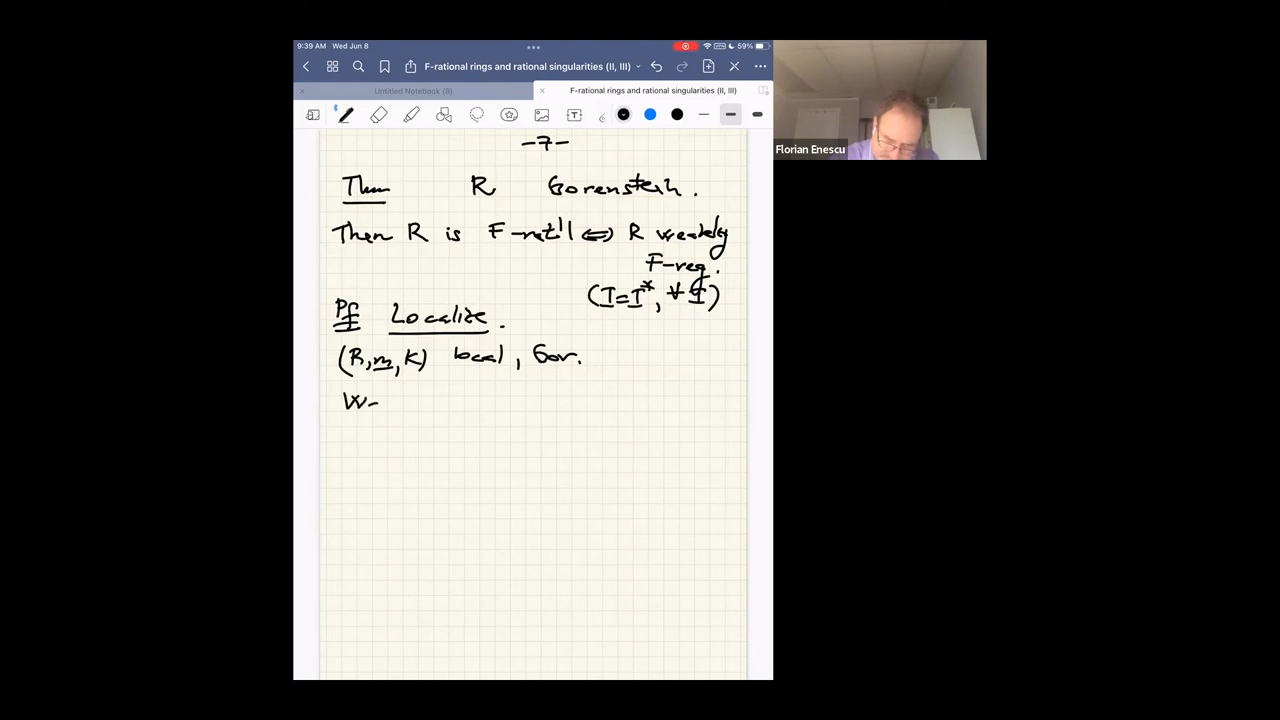 9:39 AM Wed Jun 8
59%
F-rational rings and rational singularities (II, III)
Untitled Notebook (8)
F-rational rings and rational singularities (II, III)
Florian Enescu
-7-
Thm R Gorenstein.
Then R is F-rat'l ⇔ R weakly
F-reg.
(I=I*, ∀ I)
Pf Localize.
(R, m, K) local, Gor.
W-